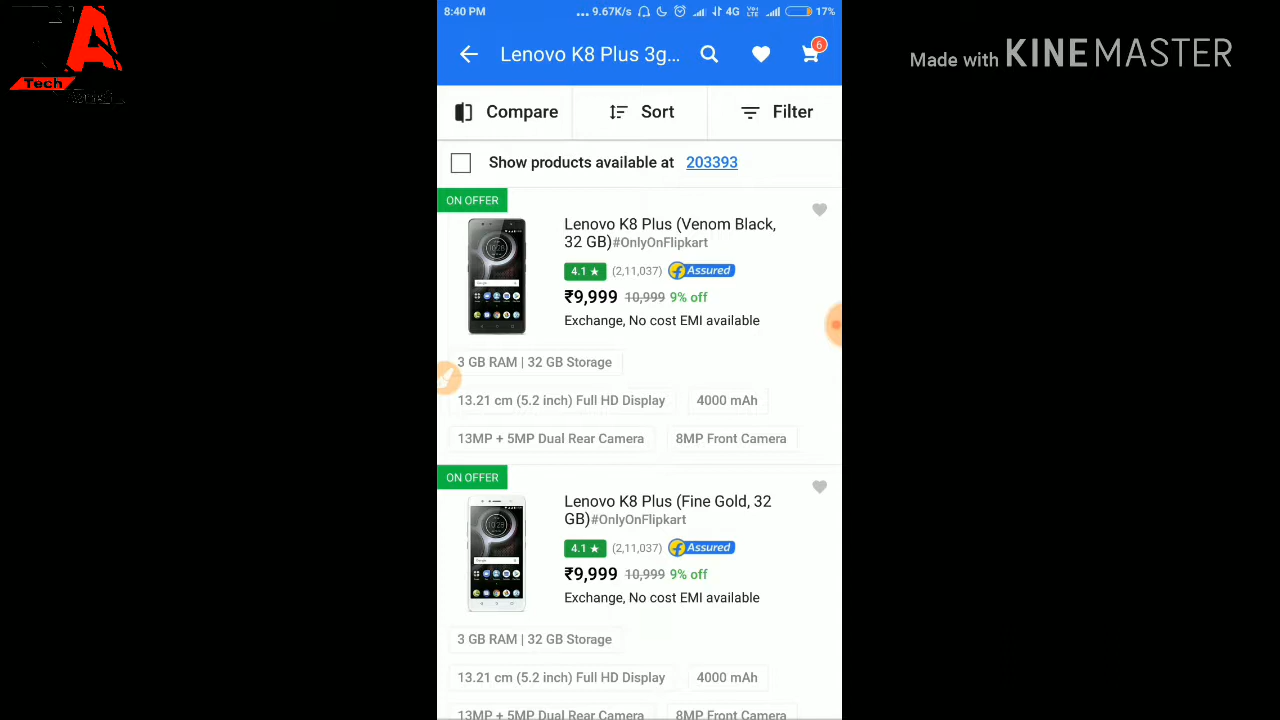 TA
Tech
8:40 PM
... 9.67K/s 4G VoLTE 17%
Made with KINEMASTER
Lenovo K8 Plus 3g...
6
Compare
Sort
Filter
Show products available at 203393
ON OFFER
Lenovo K8 Plus (Venom Black,
32 GB)#OnlyOnFlipkart
4.1 ★ (2,11,037) f Assured
₹9,999 10,999 9% off
Exchange, No cost EMI available
3 GB RAM | 32 GB Storage
13.21 cm (5.2 inch) Full HD Display
4000 mAh
13MP + 5MP Dual Rear Camera
8MP Front Camera
ON OFFER
Lenovo K8 Plus (Fine Gold, 32
GB)#OnlyOnFlipkart
4.1 ★ (2,11,037) f Assured
₹9,999 10,999 9% off
Exchange, No cost EMI available
3 GB RAM | 32 GB Storage
13.21 cm (5.2 inch) Full HD Display
4000 mAh
13MP + 5MP Dual Rear Camera
8MP Front Camera